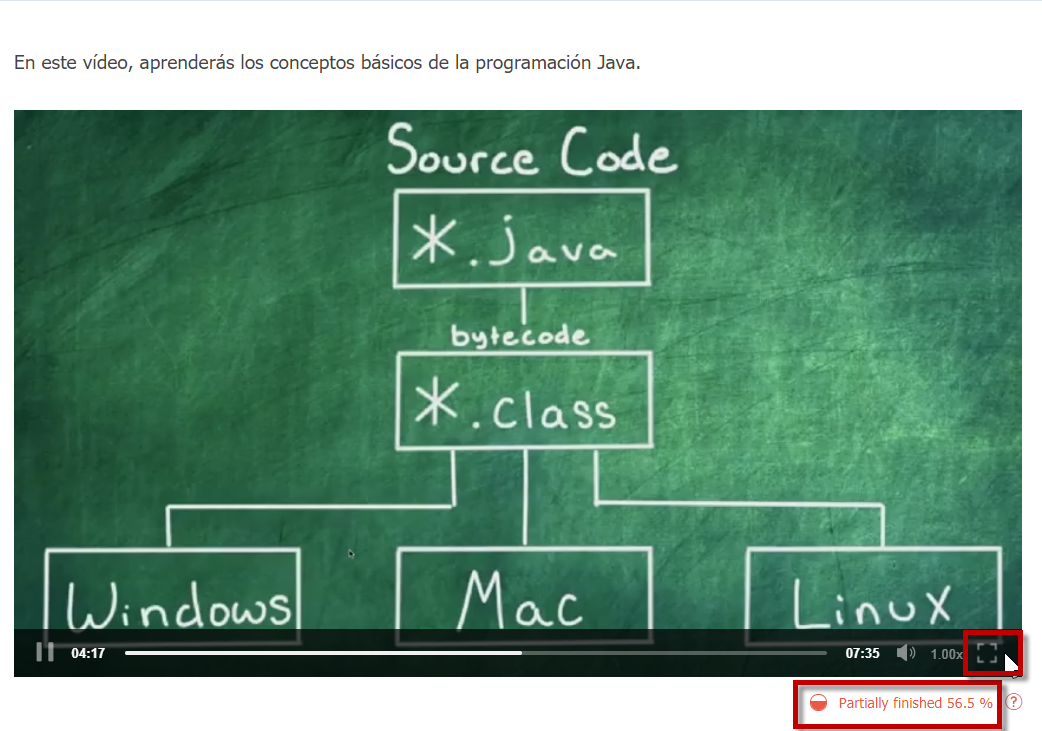 En este vídeo, aprenderás los conceptos básicos de la programación Java.
Source Code
*.java
bytecode
*.class
Windows Mac Linux
04:17 07:35 1.00x
Partially finished 56.5 % ?